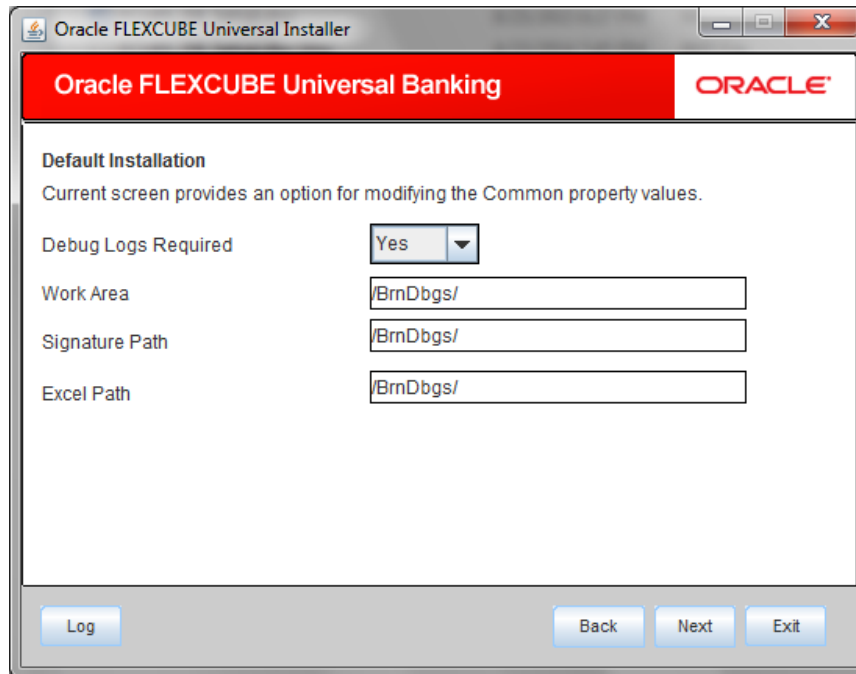 Oracle FLEXCUBE Universal Installer
Oracle FLEXCUBE Universal Banking
ORACLE
Default Installation
Current screen provides an option for modifying the Common property values.
Debug Logs Required Yes
Work Area /BrnDbgs/
Signature Path /BrnDbgs/
Excel Path /BrnDbgs/
Log Back Next Exit